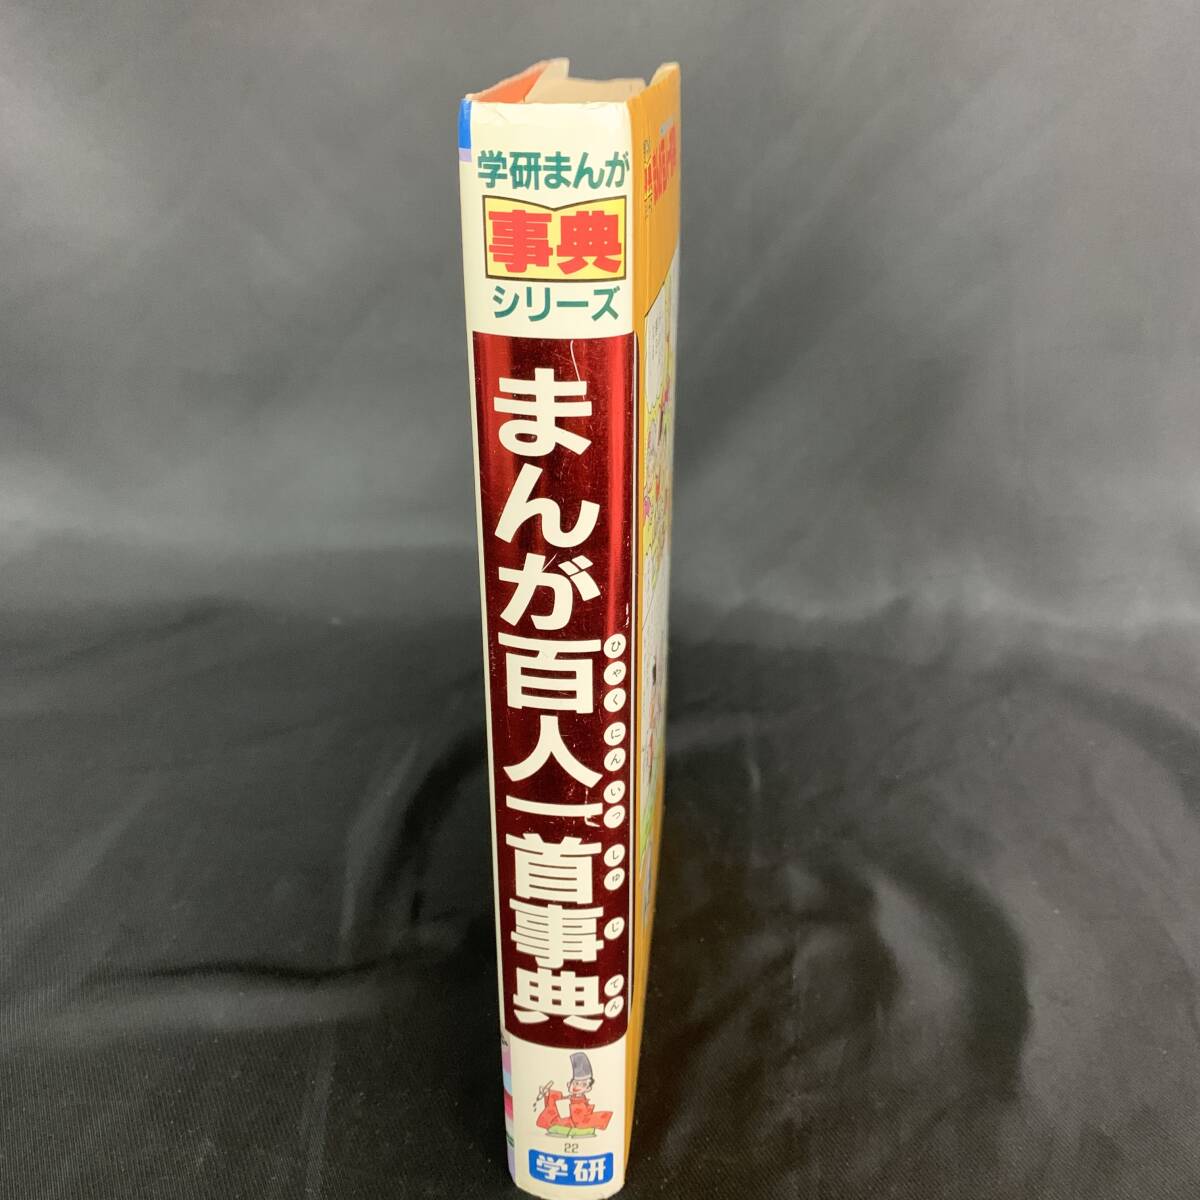 学研まんが
事典
シリーズ
まんが百人一首事典
ひゃくにんいっしゅじてん
22
学研